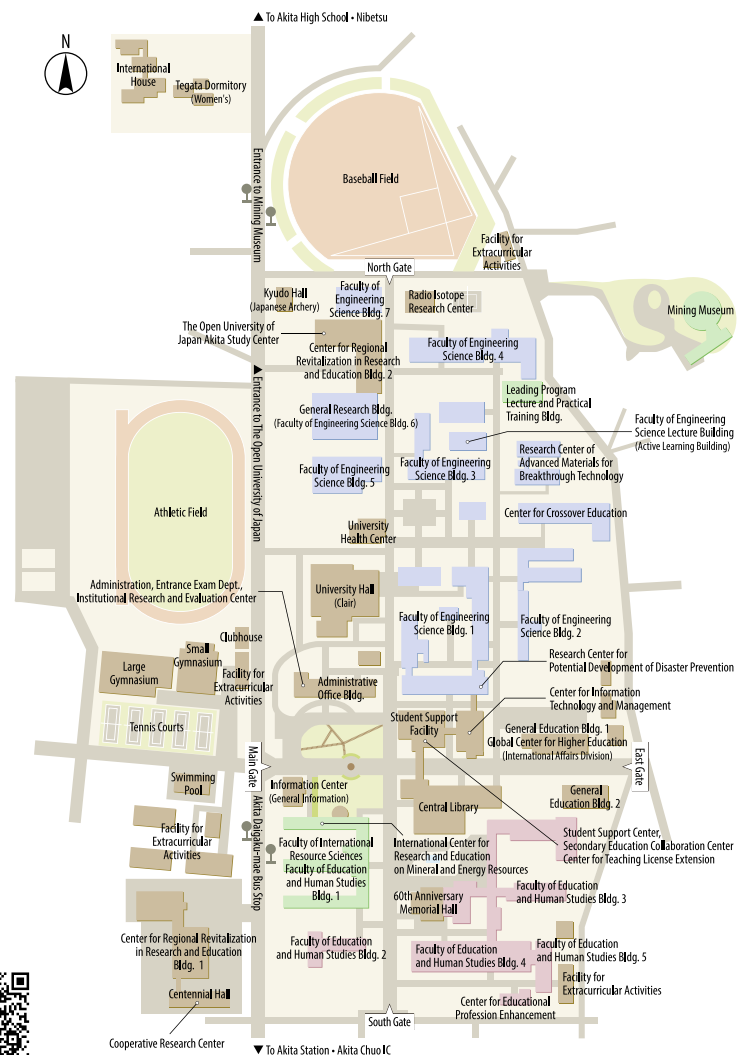 ▲ To Akita High School • Nibetsu
N
International
House
Tegata Dormitory
(Women's)
Entrance to Mining Museum
Baseball Field
Facility for
Extracurricular
Activities
North Gate
Kyudo Hall
(Japanese Archery)
Faculty of
Engineering
Science Bldg. 7
Radio Isotope
Research Center
Mining Museum
The Open University of
Japan Akita Study Center
Center for Regional
Revitalization in Research
and Education Bldg. 2
Faculty of Engineering
Science Bldg. 4
▲ Entrance to The Open University of Japan
Leading Program
Lecture and Practical
Training Bldg.
General Research Bldg.
(Faculty of Engineering Science Bldg. 6)
Faculty of Engineering
Science Lecture Building
(Active Learning Building)
Faculty of Engineering
Science Bldg. 5
Faculty of Engineering
Science Bldg. 3
Research Center of
Advanced Materials for
Breakthrough Technology
Athletic Field
University
Health Center
Center for Crossover Education
Administration, Entrance Exam Dept.,
Institutional Research and Evaluation Center
University Hall
(Clair)
Faculty of Engineering
Science Bldg. 1
Faculty of Engineering
Science Bldg. 2
Clubhouse
Small
Gymnasium
Large
Gymnasium
Facility for
Extracurricular
Activities
Administrative
Office Bldg.
Research Center for
Potential Development of Disaster Prevention
Center for Information
Technology and Management
Tennis Courts
Student Support
Facility
General Education Bldg. 1
Global Center for Higher Education
(International Affairs Division)
Main Gate
East Gate
Swimming
Pool
Information Center
(General Information)
Central Library
General
Education Bldg. 2
Akita Daigaku-mae Bus Stop
Facility for
Extracurricular
Activities
Faculty of International
Resource Sciences
Faculty of Education
and Human Studies
Bldg. 1
International Center for
Research and Education
on Mineral and Energy Resources
Student Support Center,
Secondary Education Collaboration Center
Center for Teaching License Extension
60th Anniversary
Memorial Hall
Faculty of Education
and Human Studies Bldg. 3
Center for Regional Revitalization
in Research and Education
Bldg. 1
Faculty of Education
and Human Studies Bldg. 2
Faculty of Education
and Human Studies Bldg. 4
Faculty of Education
and Human Studies Bldg. 5
Facility for
Extracurricular Activities
Centennial Hall
Center for Educational
Profession Enhancement
South Gate
Cooperative Research Center
▼ To Akita Station • Akita Chuo IC